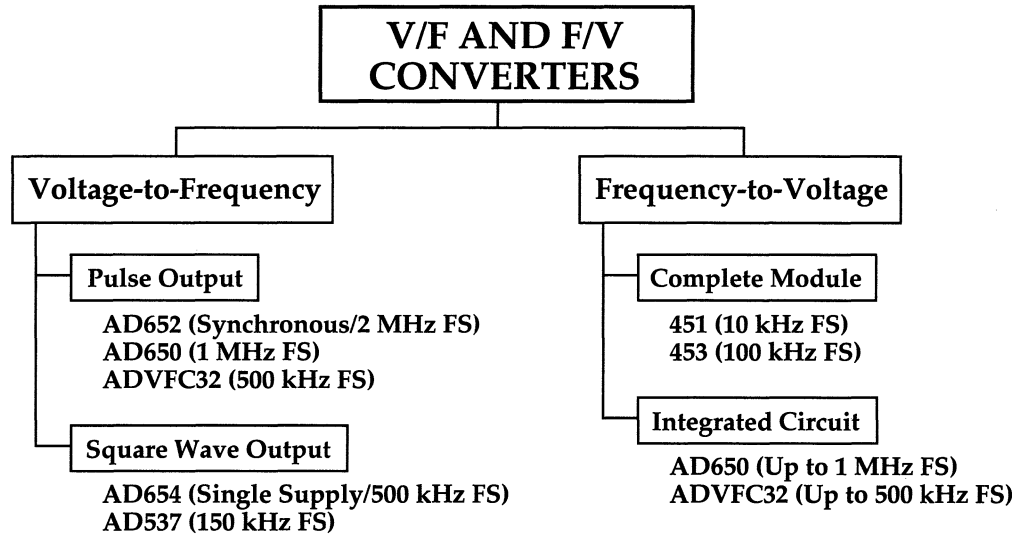 V/F AND F/V
CONVERTERS
Voltage-to-Frequency
Pulse Output
AD652 (Synchronous/2 MHz FS)
AD650 (1 MHz FS)
ADVFC32 (500 kHz FS)
Square Wave Output
AD654 (Single Supply/500 kHz FS)
AD537 (150 kHz FS)
Frequency-to-Voltage
Complete Module
451 (10 kHz FS)
453 (100 kHz FS)
Integrated Circuit
AD650 (Up to 1 MHz FS)
ADVFC32 (Up to 500 kHz FS)